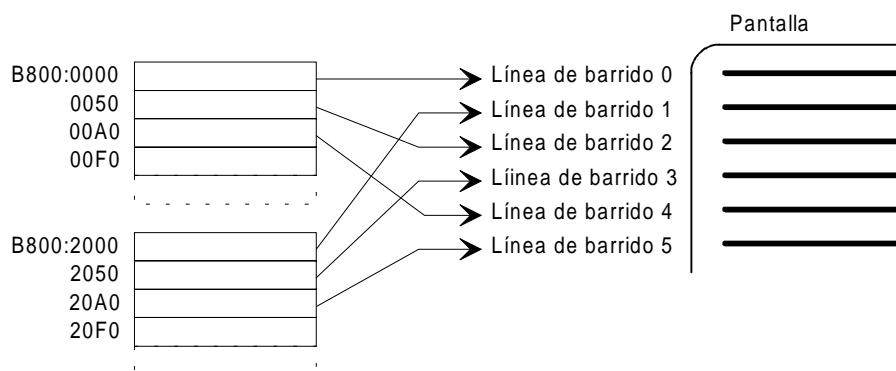 Pantalla
B800:0000
0050
00A0
00F0
Línea de barrido 0
Línea de barrido 1
Línea de barrido 2
Líinea de barrido 3
Línea de barrido 4
Línea de barrido 5
B800:2000
2050
20A0
20F0